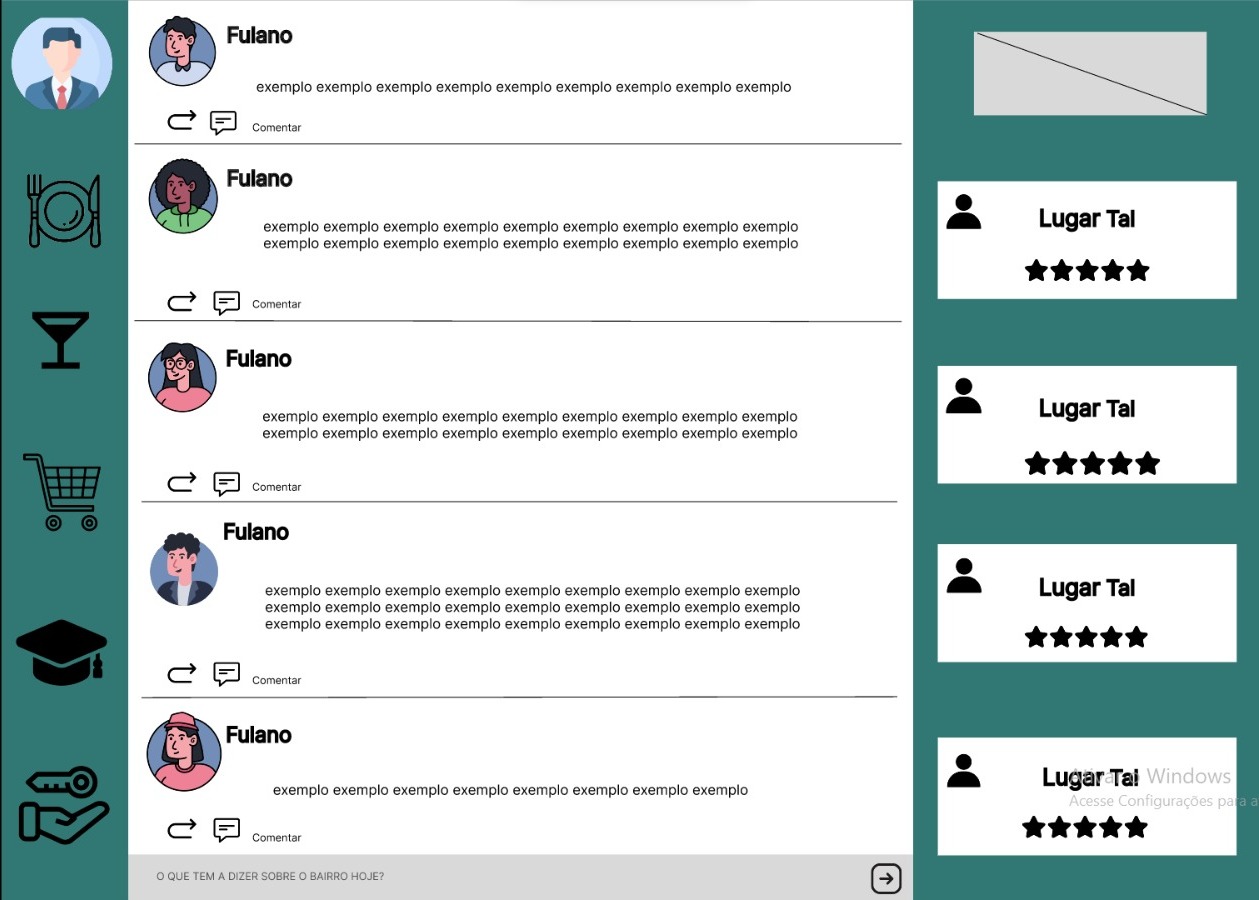 Fulano
exemplo exemplo exemplo exemplo exemplo exemplo exemplo exemplo exemplo
Comentar
Fulano
exemplo exemplo exemplo exemplo exemplo exemplo exemplo exemplo exemplo
exemplo exemplo exemplo exemplo exemplo exemplo exemplo exemplo exemplo
Comentar
Fulano
exemplo exemplo exemplo exemplo exemplo exemplo exemplo exemplo exemplo
exemplo exemplo exemplo exemplo exemplo exemplo exemplo exemplo exemplo
Comentar
Fulano
exemplo exemplo exemplo exemplo exemplo exemplo exemplo exemplo exemplo
exemplo exemplo exemplo exemplo exemplo exemplo exemplo exemplo exemplo
exemplo exemplo exemplo exemplo exemplo exemplo exemplo exemplo exemplo
Comentar
Fulano
exemplo exemplo exemplo exemplo exemplo exemplo exemplo exemplo
Comentar
O QUE TEM A DIZER SOBRE O BAIRRO HOJE?
Lugar Tal
Lugar Tal
Lugar Tal
Lugar Tal
Ativar o Windows
Acesse Configurações para a